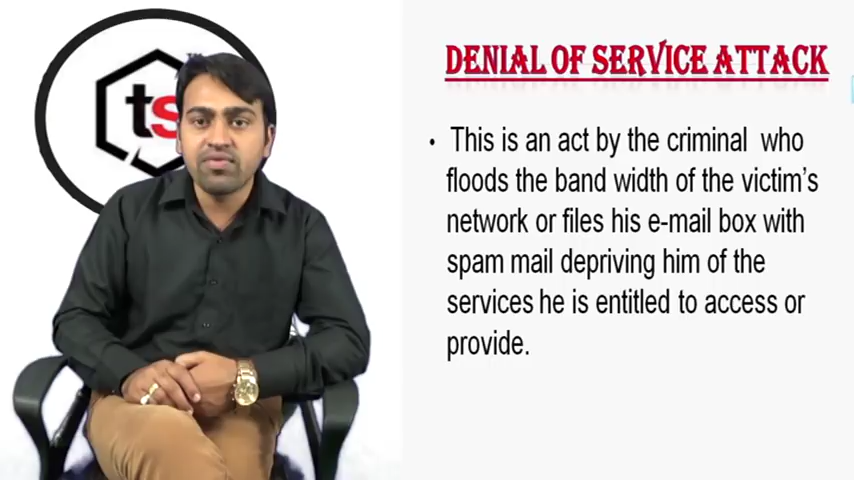 ts
DENIAL OF SERVICE ATTACK
• This is an act by the criminal who
floods the band width of the victim's
network or files his e-mail box with
spam mail depriving him of the
services he is entitled to access or
provide.